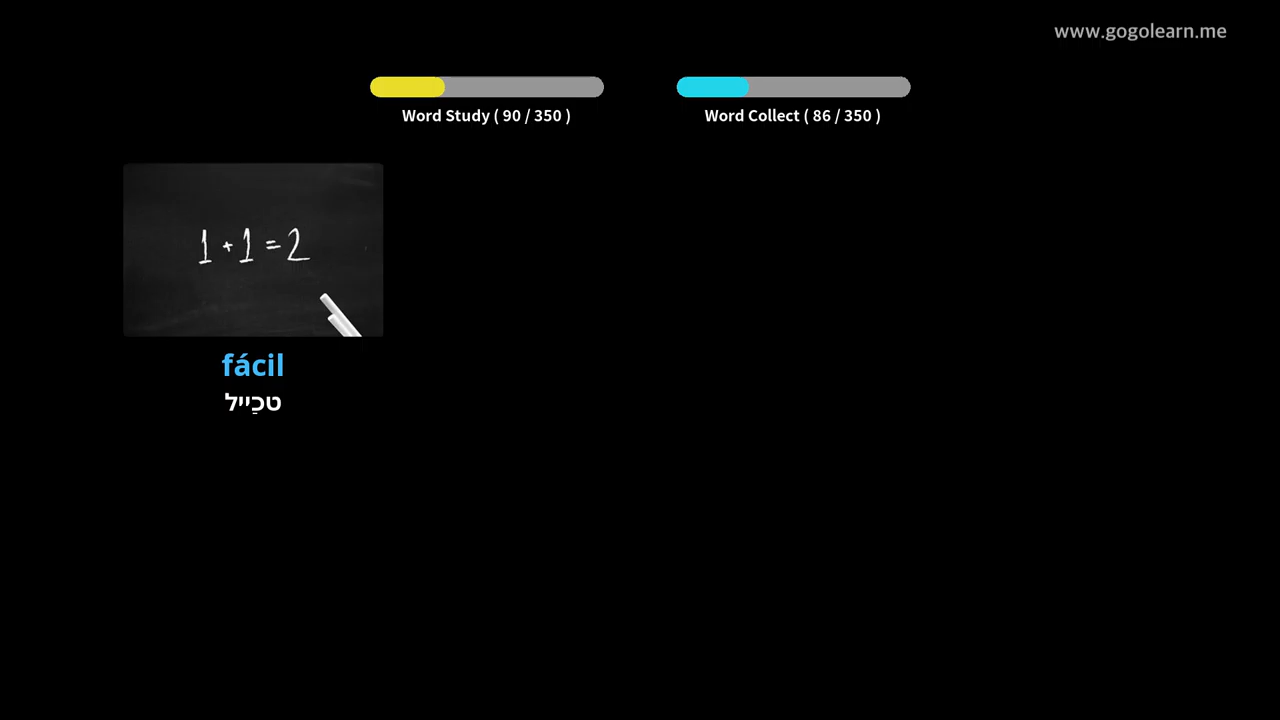 www.gogolearn.me
Word Study ( 90 / 350 )
Word Collect ( 86 / 350 )
1 + 1 = 2
fácil
טכַייל